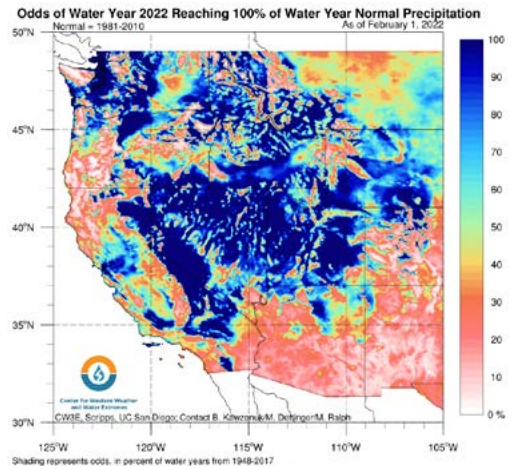 Odds of Water Year 2022 Reaching 100% of Water Year Normal Precipitation
Normal = 1981-2010
As of February 1, 2022
50°N
45°N
40°N
35°N
30°N
125°W
120°W
115°W
110°W
105°W
100
90
80
70
60
50
40
30
20
10
0 %
Center for Western Weather
and Water Extremes
CW3E, Scripps, UC San Diego; Contact B. Kawzenuk/M. Dettinger/M. Ralph
Shading represents odds, in percent of water years from 1948-2017